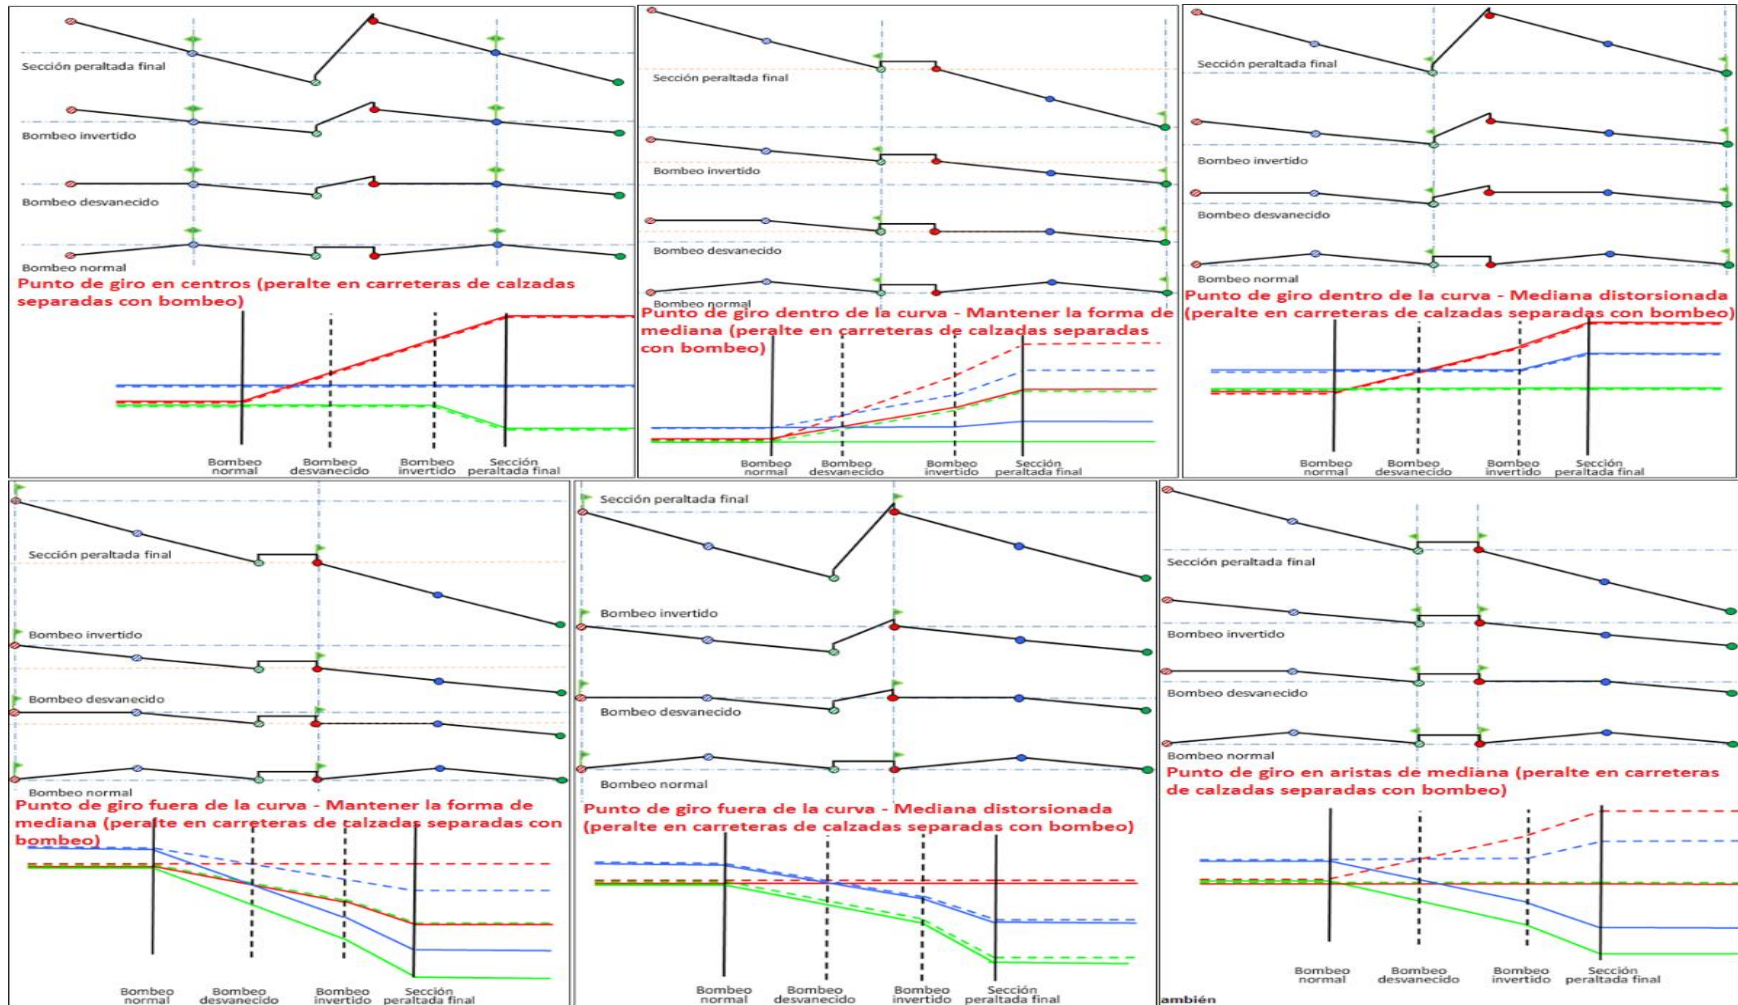 Sección peraltada final
Bombeo invertido
Bombeo desvanecido
Bombeo normal
Punto de giro en centros (peralte en carreteras de calzadas
separadas con bombeo)
Bombeo
normal
Bombeo
desvanecido
Bombeo
invertido
Sección
peraltada final
Sección peraltada final
Bombeo invertido
Bombeo desvanecido
Bombeo normal
Punto de giro dentro de la curva - Mantener la forma de
mediana (peralte en carreteras de calzadas separadas
con bombeo)
Bombeo
normal
Bombeo
desvanecido
Bombeo
invertido
Sección
peraltada final
Sección peraltada final
Bombeo invertido
Bombeo desvanecido
Bombeo normal
Punto de giro dentro de la curva - Mediana distorsionada
(peralte en carreteras de calzadas separadas con bombeo)
Bombeo
normal
Bombeo
desvanecido
Bombeo
invertido
Sección
peraltada final
Sección peraltada final
Bombeo invertido
Bombeo desvanecido
Bombeo normal
Punto de giro fuera de la curva - Mantener la forma de
mediana (peralte en carreteras de calzadas separadas con
bombeo)
Bombeo
normal
Bombeo
desvanecido
Bombeo
invertido
Sección
peraltada final
Sección peraltada final
Bombeo invertido
Bombeo desvanecido
Bombeo normal
Punto de giro fuera de la curva - Mediana distorsionada
(peralte en carreteras de calzadas separadas con bombeo)
Bombeo
normal
Bombeo
desvanecido
Bombeo
invertido
Sección
peraltada final
Sección peraltada final
Bombeo invertido
Bombeo desvanecido
Bombeo normal
Punto de giro en aristas de mediana (peralte en carreteras
de calzadas separadas con bombeo)
Bombeo
normal
Bombeo
desvanecido
Bombeo
invertido
Sección
peraltada final
ambién